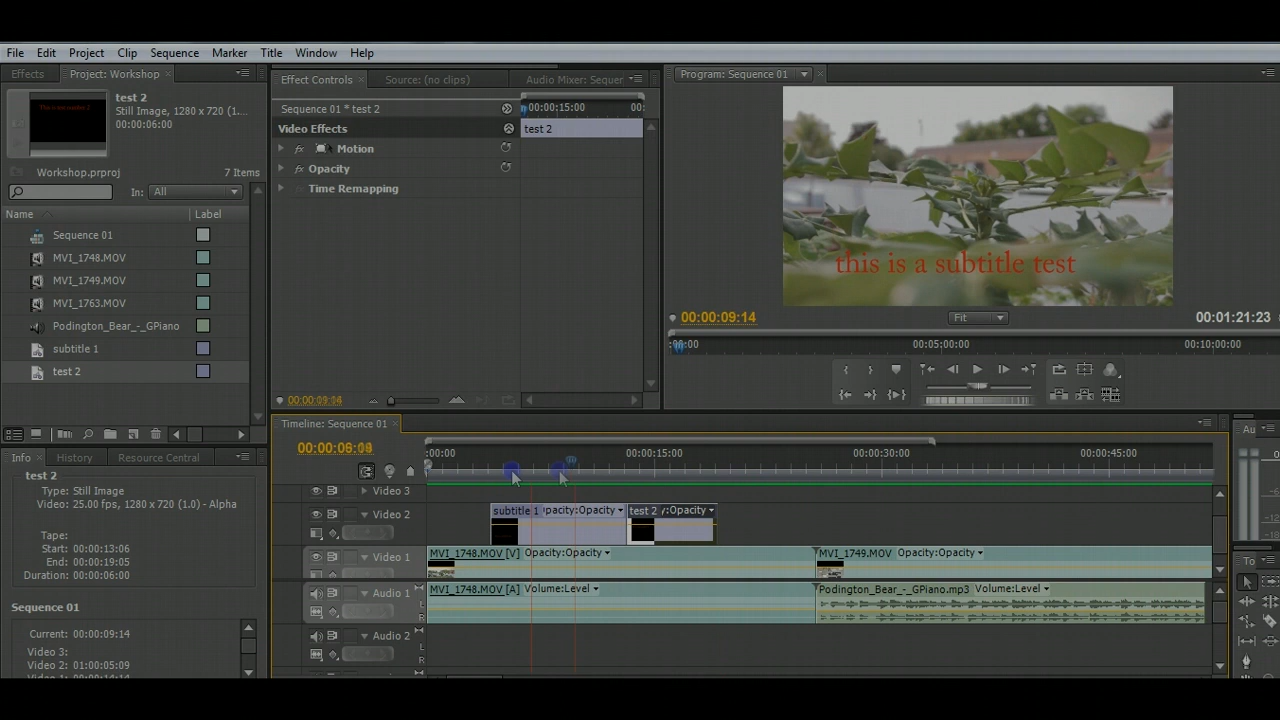 File Edit Project Clip Sequence Marker Title Window Help
Effects Project: Workshop
test 2
Still Image, 1280 x 720 (1....
00:00:06:00
Workshop.prproj 7 Items
In: All
Name Label
Sequence 01
MVI_1748.MOV
MVI_1749.MOV
MVI_1763.MOV
Podington_Bear_-_GPiano
subtitle 1
test 2
Info History Resource Central
test 2
Type: Still Image
Video: 25.00 fps, 1280 x 720 (1.0) - Alpha
Tape:
Start: 00:00:13:06
End: 00:00:19:05
Duration: 00:00:06:00
Sequence 01
Current: 00:00:09:14
Video 3:
Video 2: 01:00:05:09
Effect Controls Source: (no clips) Audio Mixer: Sequer
Sequence 01 * test 2
00:00:15:00 00:
Video Effects
test 2
fx Motion
fx Opacity
Time Remapping
Program: Sequence 01
this is a subtitle test
00:00:09:14 Fit 00:01:21:23
:00:00 00:05:00:00 00:10:00:00
Timeline: Sequence 01
:00:00 00:00:15:00 00:00:30:00 00:00:45:00
Video 3
Video 2
subtitle 1 pacity:Opacity test 2 y:Opacity
Video 1
MVI_1748.MOV [V] Opacity:Opacity MVI_1749.MOV Opacity:Opacity
Audio 1
MVI_1748.MOV [A] Volume:Level Podington_Bear_-_GPiano.mp3 Volume:Level
L
R
Audio 2
L
R
Au
0
-6
To